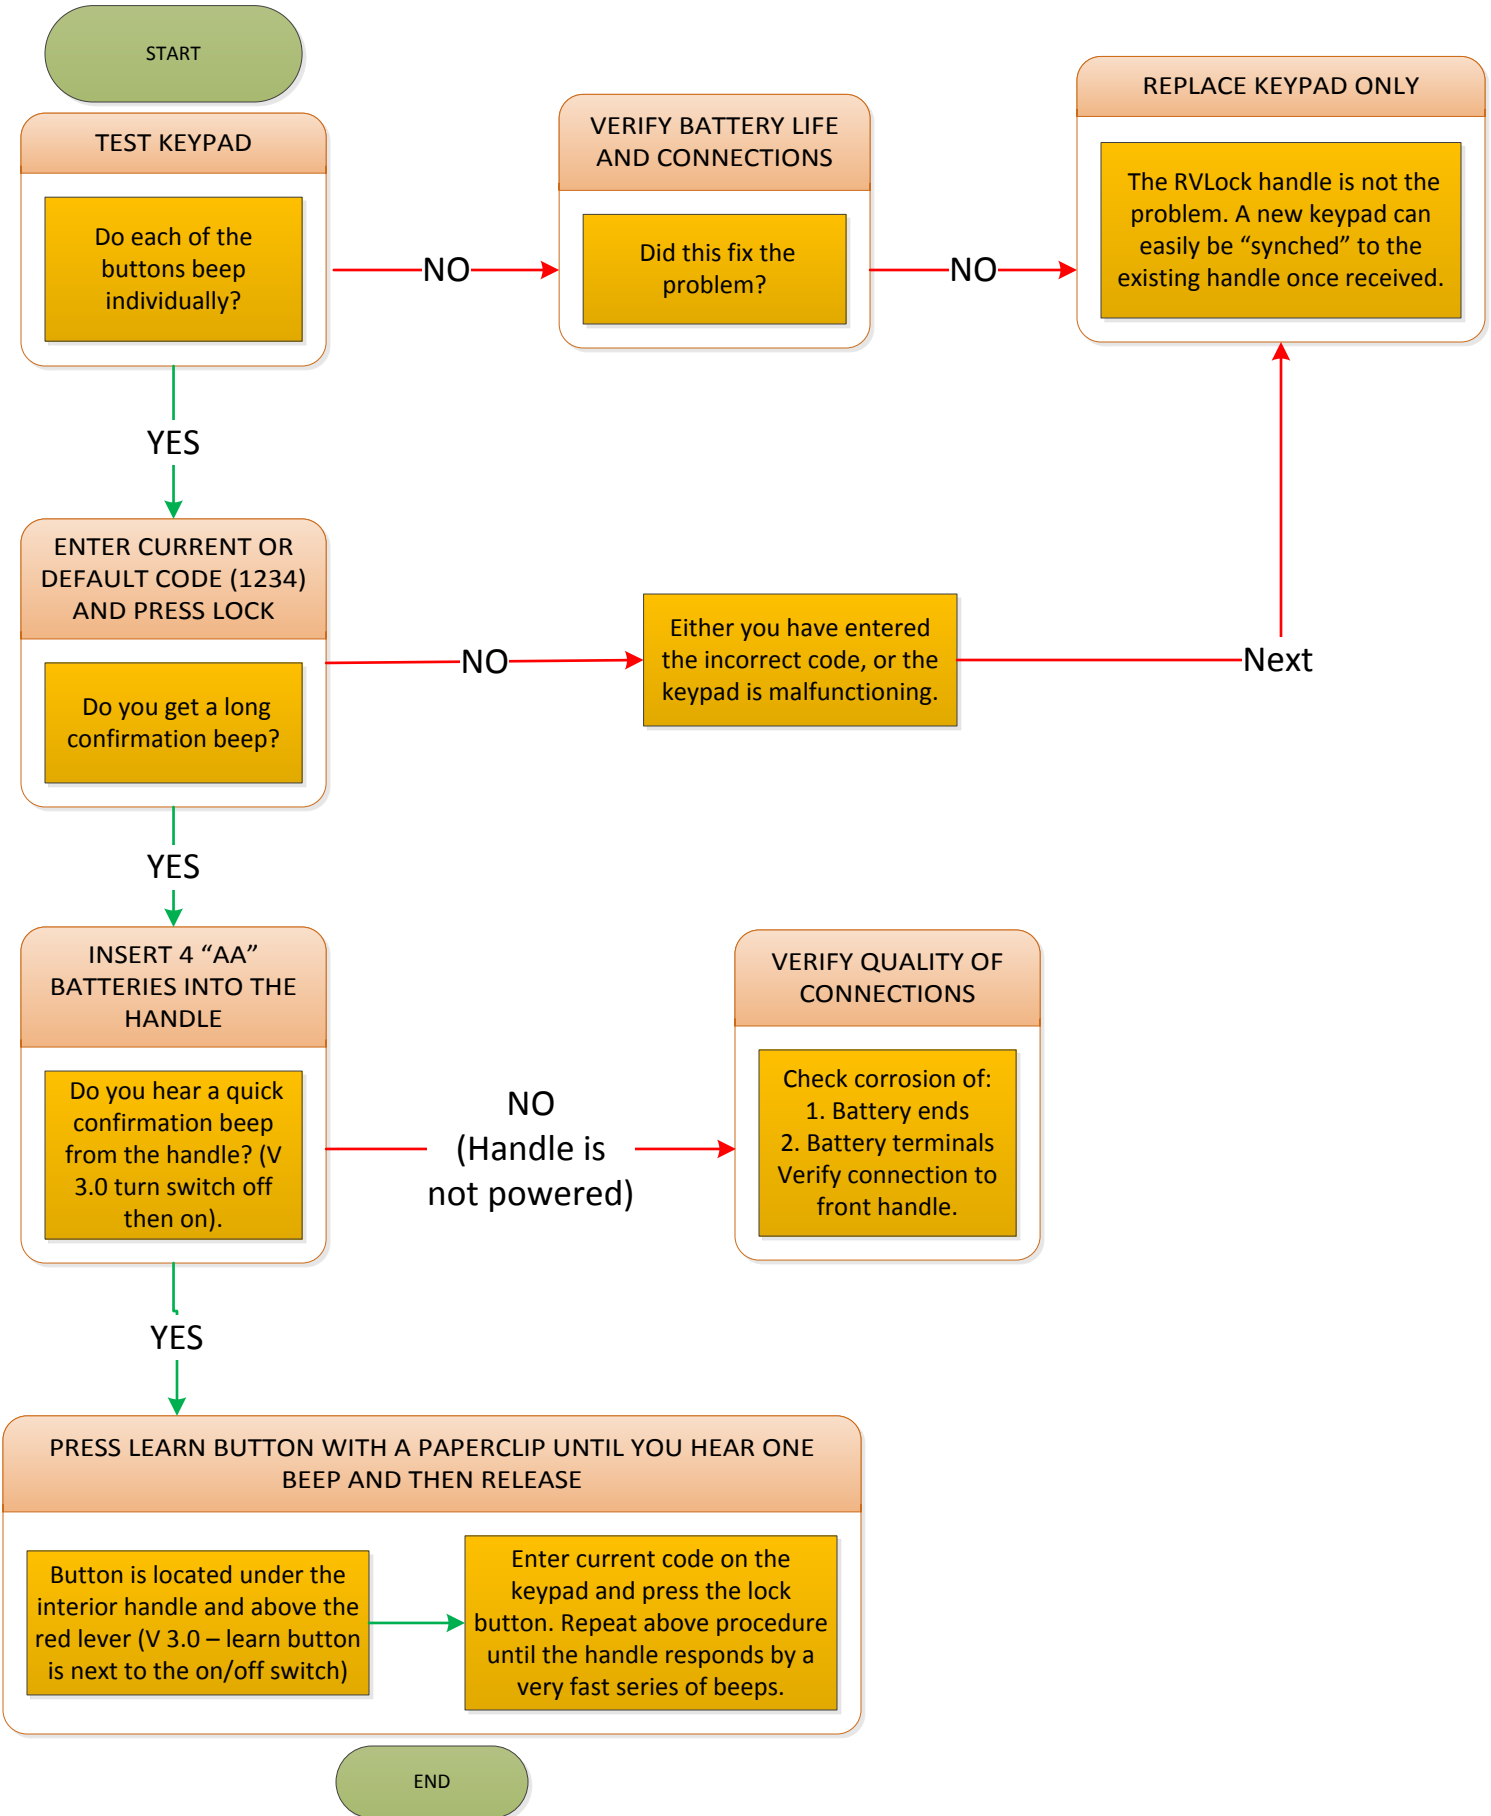 START
TEST KEYPAD
Do each of the
buttons beep
individually?
NO
VERIFY BATTERY LIFE
AND CONNECTIONS
Did this fix the
problem?
NO
REPLACE KEYPAD ONLY
The RVLock handle is not the
problem. A new keypad can
easily be “synched” to the
existing handle once received.
YES
ENTER CURRENT OR
DEFAULT CODE (1234)
AND PRESS LOCK
Do you get a long
confirmation beep?
NO
Either you have entered
the incorrect code, or the
keypad is malfunctioning.
Next
YES
INSERT 4 “AA”
BATTERIES INTO THE
HANDLE
Do you hear a quick
confirmation beep
from the handle? (V
3.0 turn switch off
then on).
NO
(Handle is
not powered)
VERIFY QUALITY OF
CONNECTIONS
Check corrosion of:
1. Battery ends
2. Battery terminals
Verify connection to
front handle.
YES
PRESS LEARN BUTTON WITH A PAPERCLIP UNTIL YOU HEAR ONE
BEEP AND THEN RELEASE
Button is located under the
interior handle and above the
red lever (V 3.0 – learn button
is next to the on/off switch)
Enter current code on the
keypad and press the lock
button. Repeat above procedure
until the handle responds by a
very fast series of beeps.
END